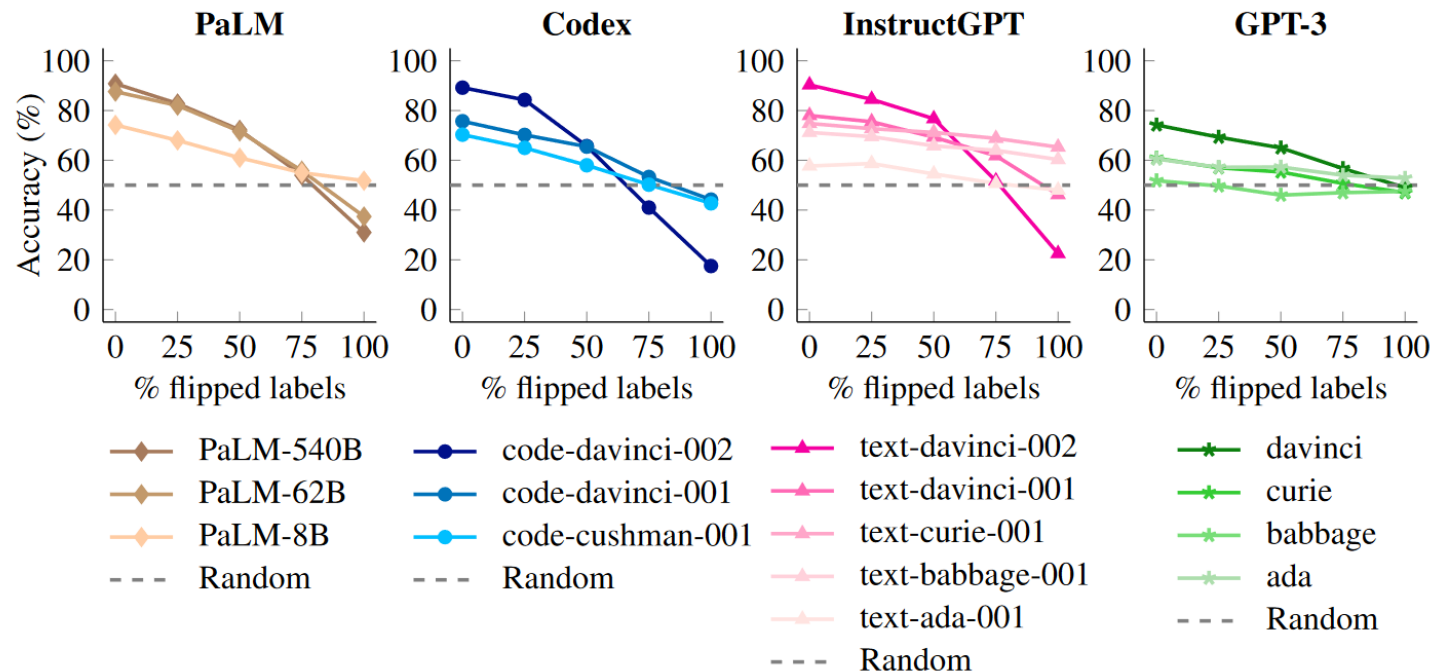 PaLM
Codex
InstructGPT
GPT-3
Accuracy (%)
100
80
60
40
20
0
0 25 50 75 100
% flipped labels
100
80
60
40
20
0
0 25 50 75 100
% flipped labels
100
80
60
40
20
0
0 25 50 75 100
% flipped labels
100
80
60
40
20
0
0 25 50 75 100
% flipped labels
PaLM-540B
PaLM-62B
PaLM-8B
Random
code-davinci-002
code-davinci-001
code-cushman-001
Random
text-davinci-002
text-davinci-001
text-curie-001
text-babbage-001
text-ada-001
Random
davinci
curie
babbage
ada
Random